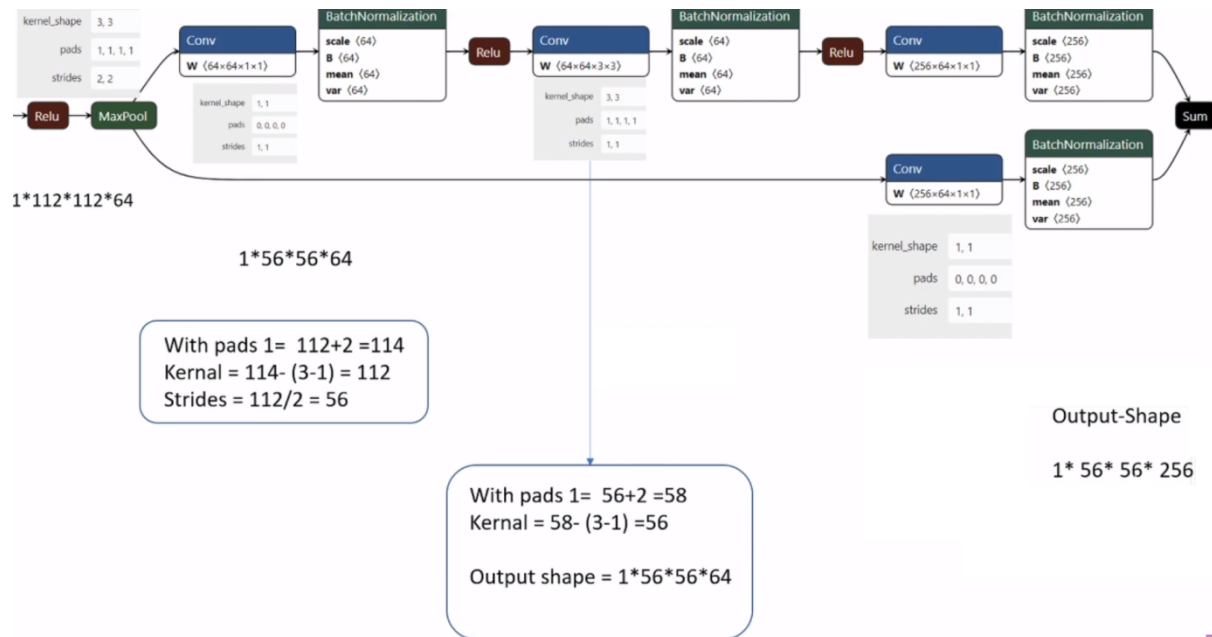 kernel_shape 3, 3
pads 1, 1, 1, 1
strides 2, 2
Relu
MaxPool
Conv
W ⟨64×64×1×1⟩
kernel_shape 1, 1
pads 0, 0, 0, 0
strides 1, 1
BatchNormalization
scale ⟨64⟩
B ⟨64⟩
mean ⟨64⟩
var ⟨64⟩
Relu
Conv
W ⟨64×64×3×3⟩
kernel_shape 3, 3
pads 1, 1, 1, 1
strides 1, 1
BatchNormalization
scale ⟨64⟩
B ⟨64⟩
mean ⟨64⟩
var ⟨64⟩
Relu
Conv
W ⟨256×64×1×1⟩
BatchNormalization
scale ⟨256⟩
B ⟨256⟩
mean ⟨256⟩
var ⟨256⟩
Sum
Conv
W ⟨256×64×1×1⟩
kernel_shape 1, 1
pads 0, 0, 0, 0
strides 1, 1
BatchNormalization
scale ⟨256⟩
B ⟨256⟩
mean ⟨256⟩
var ⟨256⟩
1*112*112*64
1*56*56*64
With pads 1= 112+2 =114
Kernal = 114- (3-1) = 112
Strides = 112/2 = 56
With pads 1= 56+2 =58
Kernal = 58- (3-1) =56
Output shape = 1*56*56*64
Output-Shape
1* 56* 56* 256